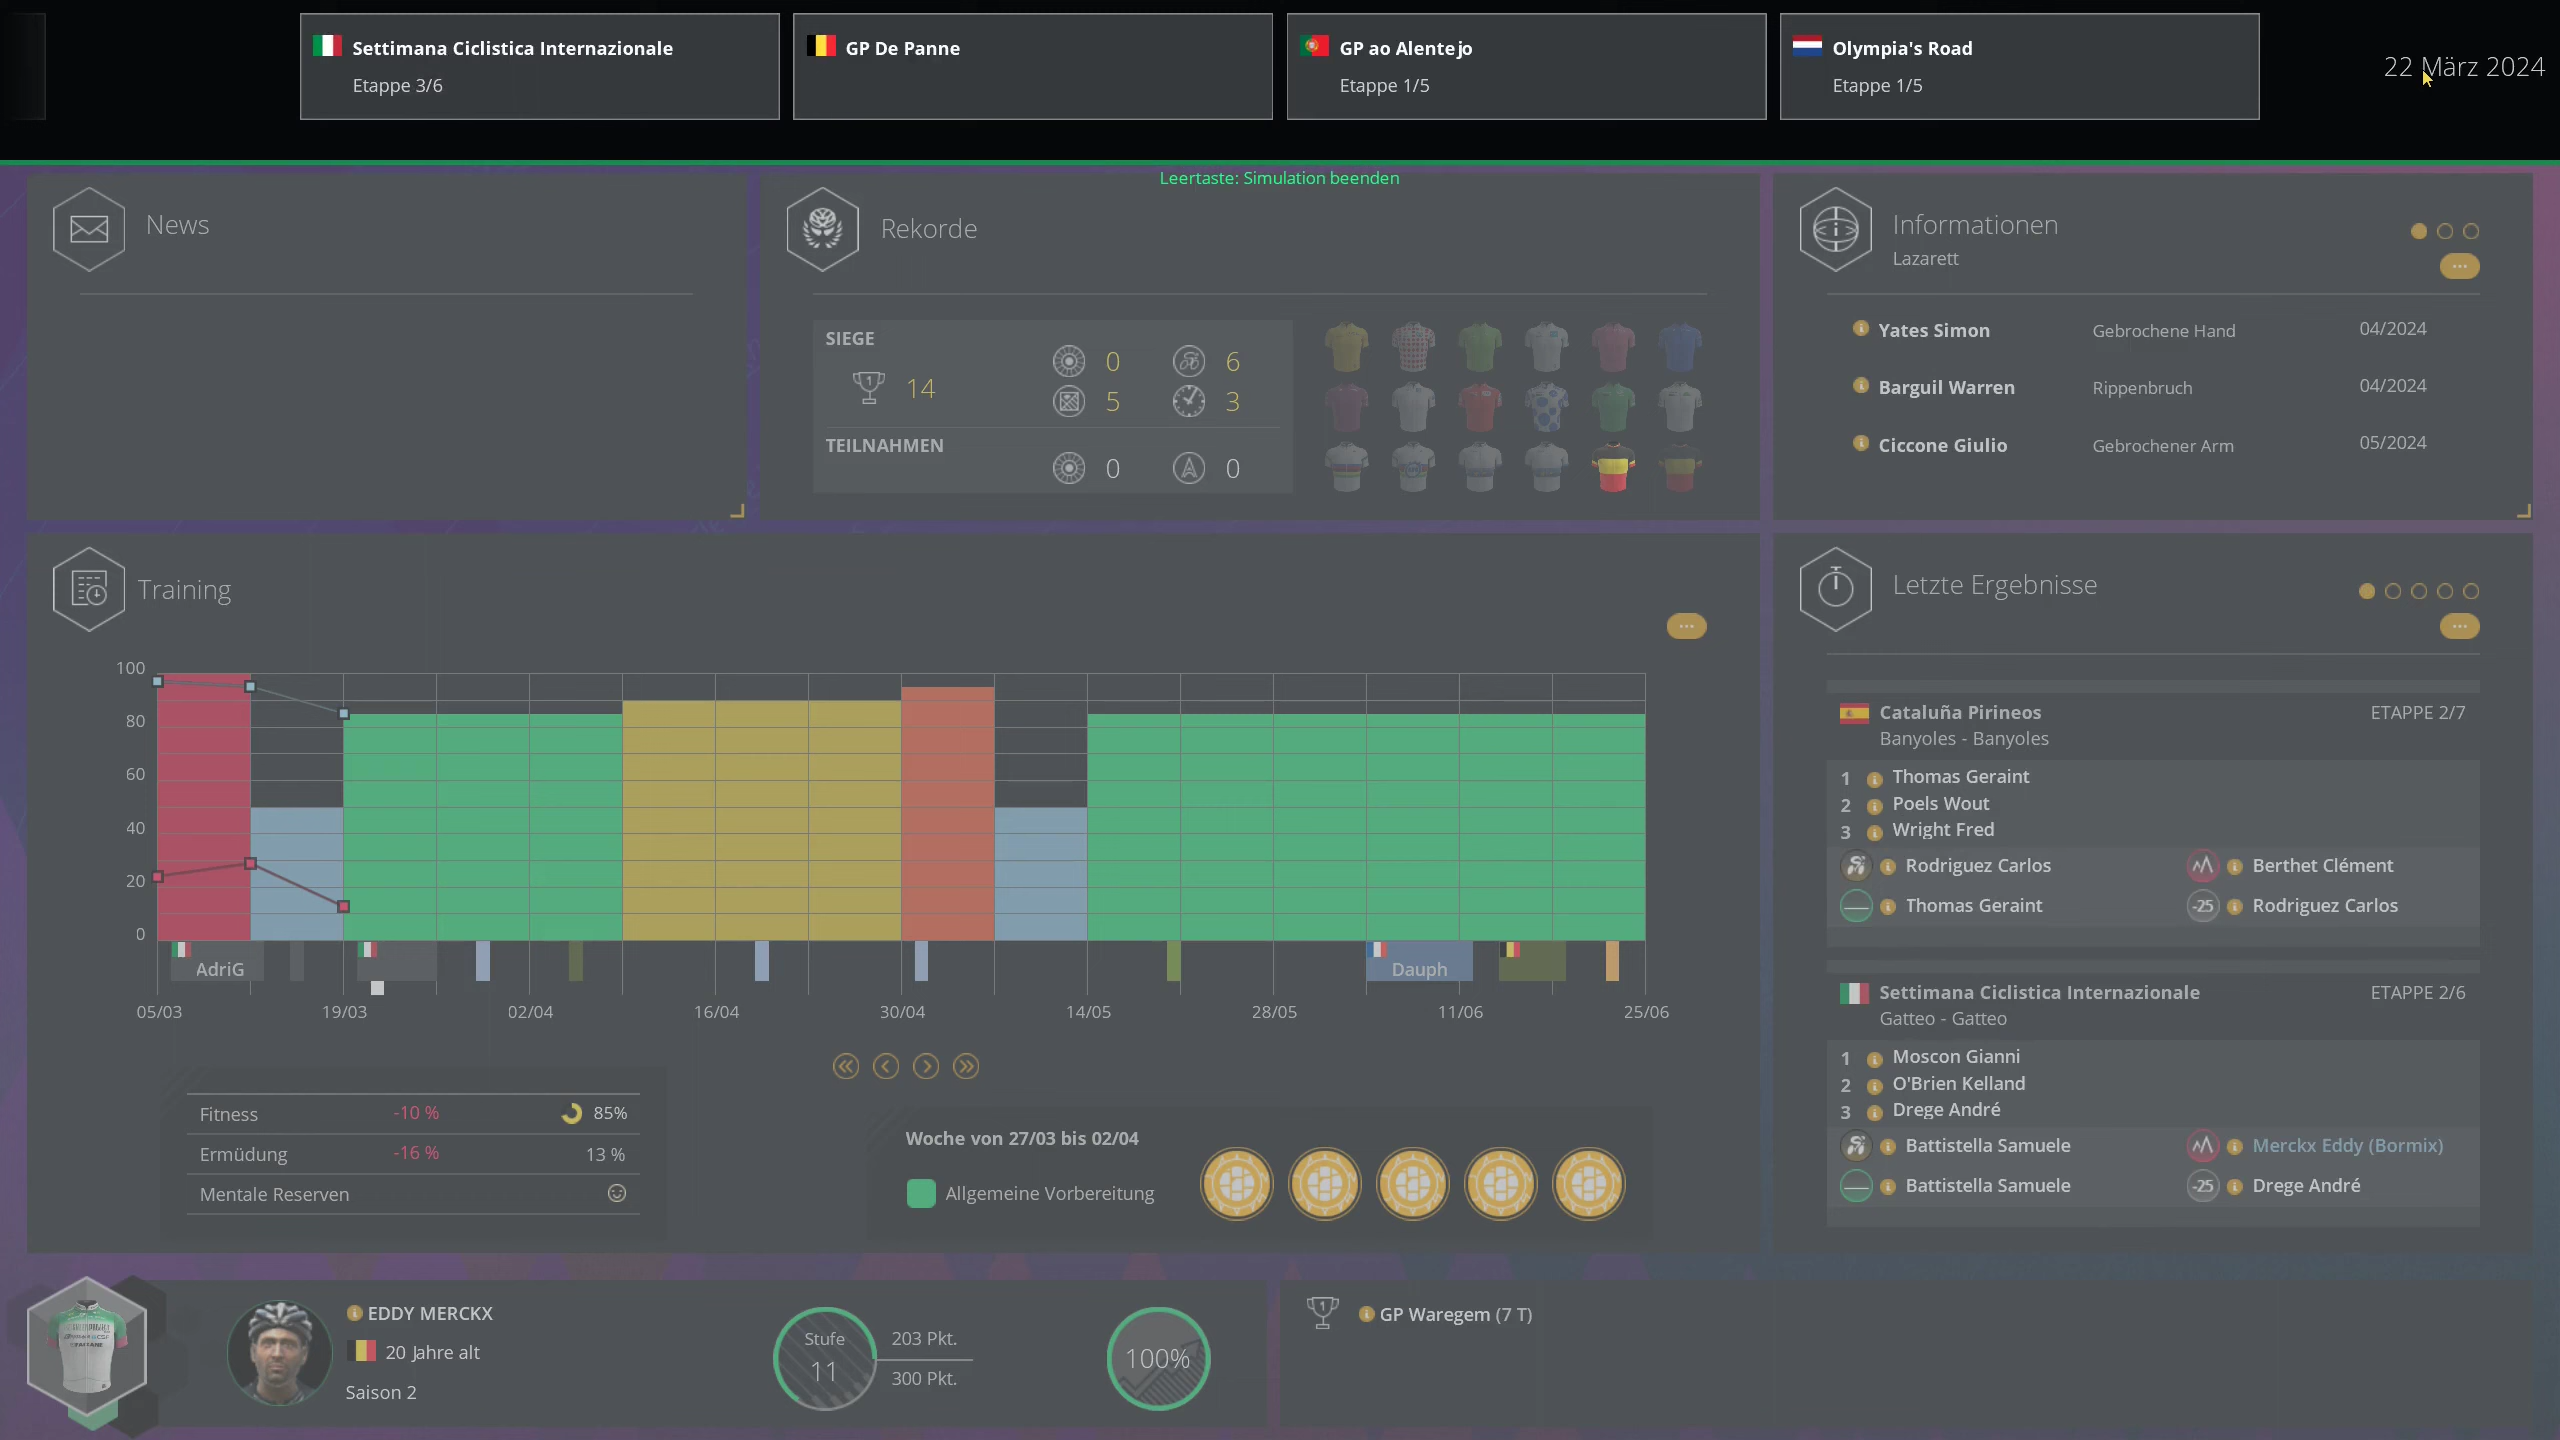 Settimana Ciclistica Internazionale
Etappe 3/6
GP De Panne
GP ao Alentejo
Etappe 1/5
Olympia's Road
Etappe 1/5
22 März 2024
Leertaste: Simulation beenden
News
Rekorde
SIEGE
14
0
6
5
3
TEILNAHMEN
0
0
Informationen
Lazarett
Yates Simon Gebrochene Hand 04/2024
Barguil Warren Rippenbruch 04/2024
Ciccone Giulio Gebrochener Arm 05/2024
Training
100
80
60
40
20
0
AdriG
Dauph
05/03 19/03 02/04 16/04 30/04 14/05 28/05 11/06 25/06
Fitness -10 % 85%
Ermüdung -16 % 13 %
Mentale Reserven
Woche von 27/03 bis 02/04
Allgemeine Vorbereitung
Letzte Ergebnisse
Cataluña Pirineos ETAPPE 2/7
Banyoles - Banyoles
1 Thomas Geraint
2 Poels Wout
3 Wright Fred
Rodriguez Carlos Berthet Clément
Thomas Geraint -25 Rodriguez Carlos
Settimana Ciclistica Internazionale ETAPPE 2/6
Gatteo - Gatteo
1 Moscon Gianni
2 O'Brien Kelland
3 Drege André
Battistella Samuele Merckx Eddy (Bormix)
Battistella Samuele -25 Drege André
EDDY MERCKX
20 Jahre alt
Saison 2
Stufe
11
203 Pkt.
300 Pkt.
100%
1 GP Waregem (7 T)